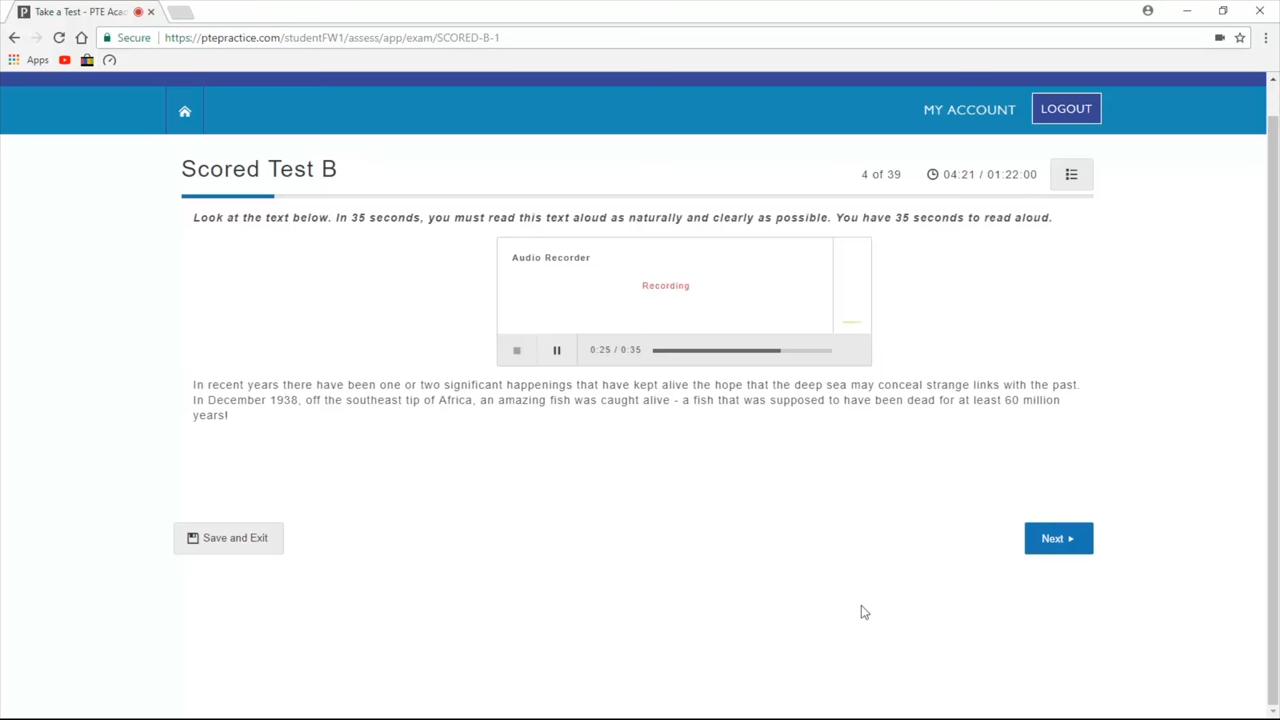 Take a Test - PTE Aca
Secure
https://ptepractice.com/studentFW1/assess/app/exam/SCORED-B-1
Apps
MY ACCOUNT
LOGOUT
Scored Test B
4 of 39
04:21 / 01:22:00
Look at the text below. In 35 seconds, you must read this text aloud as naturally and clearly as possible. You have 35 seconds to read aloud.
Audio Recorder
Recording
0:25 / 0:35
In recent years there have been one or two significant happenings that have kept alive the hope that the deep sea may conceal strange links with the past.
In December 1938, off the southeast tip of Africa, an amazing fish was caught alive - a fish that was supposed to have been dead for at least 60 million
years!
Save and Exit
Next